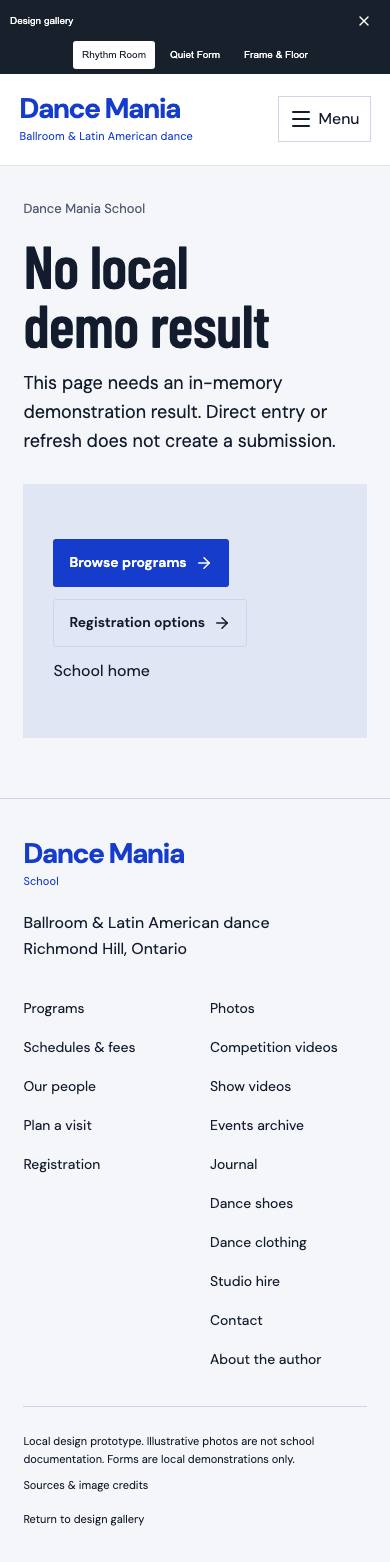 Design gallery
Rhythm Room Quiet Form Frame & Floor
Dance Mania
Ballroom & Latin American dance
Menu
Dance Mania School
No local
demo result
This page needs an in-memory
demonstration result. Direct entry or
refresh does not create a submission.
Browse programs
Registration options
School home
Dance Mania
School
Ballroom & Latin American dance
Richmond Hill, Ontario
Programs
Schedules & fees
Our people
Plan a visit
Registration
Photos
Competition videos
Show videos
Events archive
Journal
Dance shoes
Dance clothing
Studio hire
Contact
About the author
Local design prototype. Illustrative photos are not school
documentation. Forms are local demonstrations only.
Sources & image credits
Return to design gallery